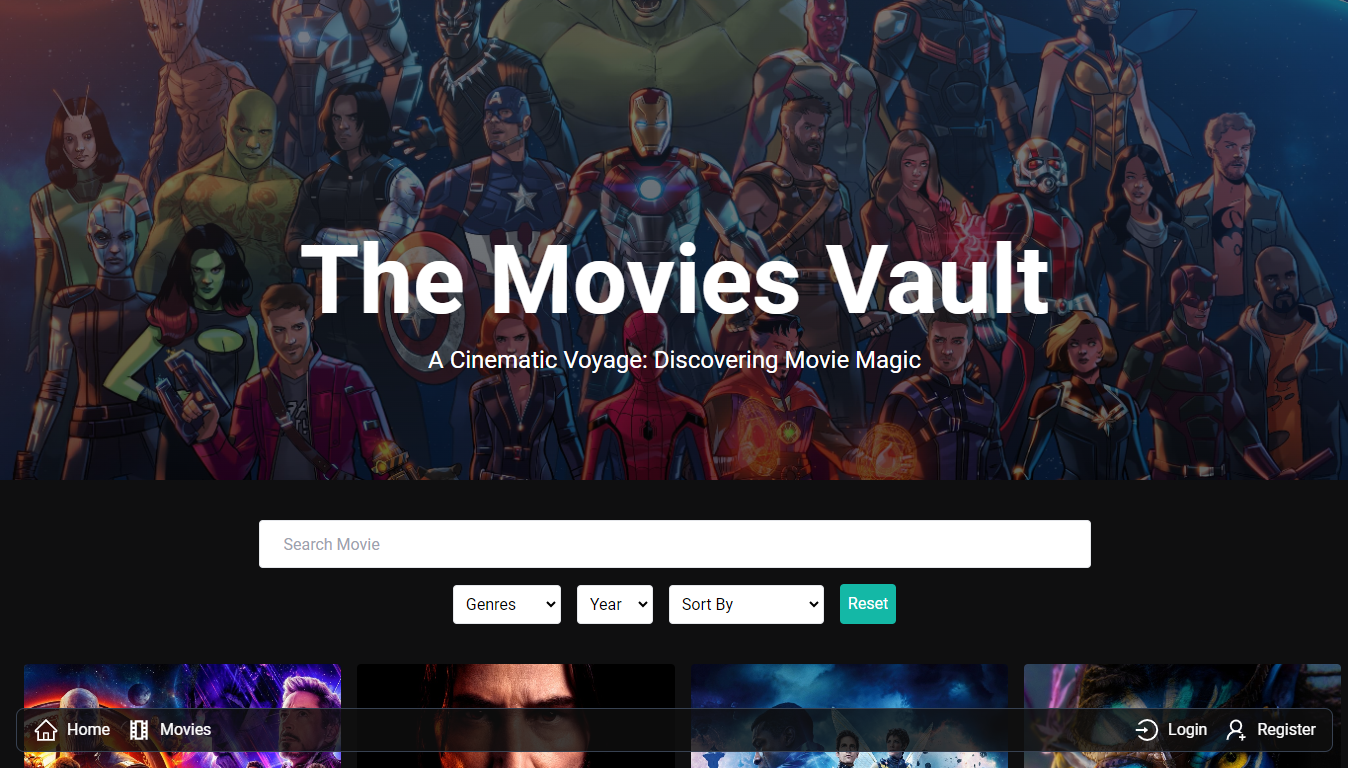 The Movies Vault
A Cinematic Voyage: Discovering Movie Magic
Search Movie
Genres Year Sort By Reset
Home Movies Login Register